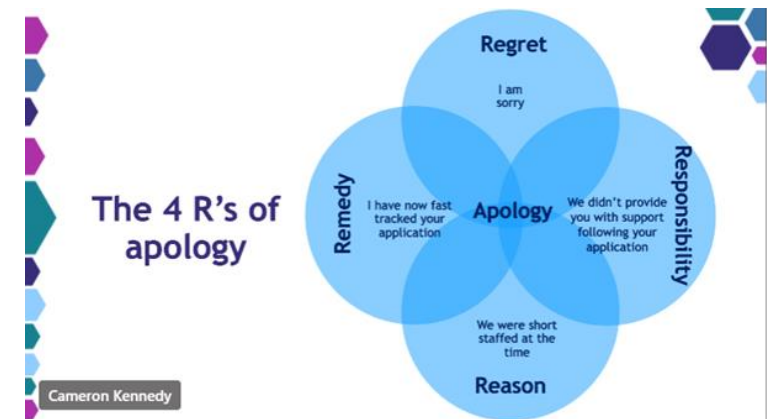 The 4 R's of
apology
Regret
I am
sorry
Remedy
I have now fast
tracked your
application
Apology
We didn't provide
you with support
following your
application
Responsibility
We were short
staffed at the
time
Reason
Cameron Kennedy